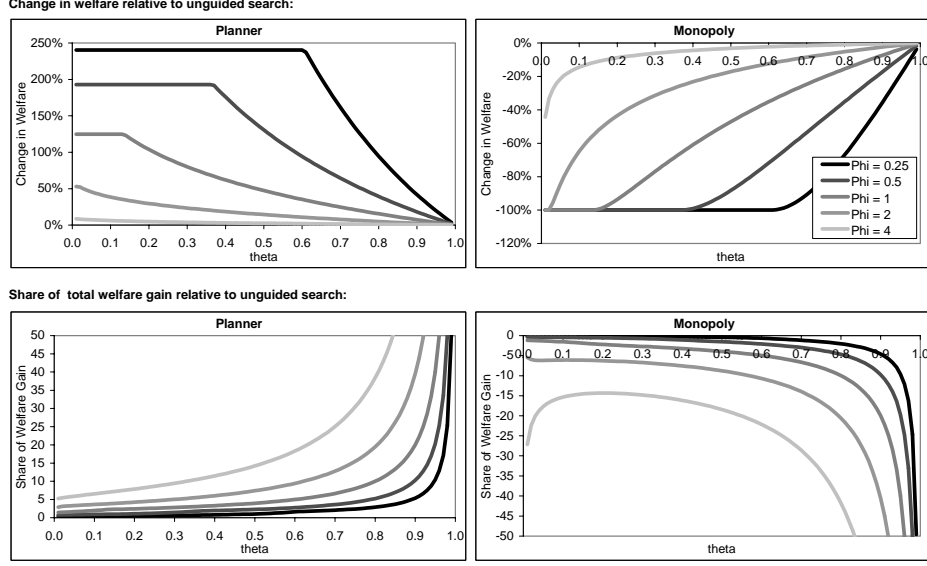 Change in welfare relative to unguided search:
Planner
250%
200%
150%
100%
50%
0%
Change in Welfare
0.0 0.1 0.2 0.3 0.4 0.5 0.6 0.7 0.8 0.9 1.0
theta
Monopoly
0%
-20%
-40%
-60%
-80%
-100%
-120%
Change in Welfare
0.0 0.1 0.2 0.3 0.4 0.5 0.6 0.7 0.8 0.9 1.0
Phi = 0.25
Phi = 0.5
Phi = 1
Phi = 2
Phi = 4
theta
Share of total welfare gain relative to unguided search:
Planner
50
45
40
35
30
25
20
15
10
5
0
Share of Welfare Gain
0.0 0.1 0.2 0.3 0.4 0.5 0.6 0.7 0.8 0.9 1.0
theta
Monopoly
0
-5
-10
-15
-20
-25
-30
-35
-40
-45
-50
Share of Welfare Gain
0.0 0.1 0.2 0.3 0.4 0.5 0.6 0.7 0.8 0.9 1.0
theta